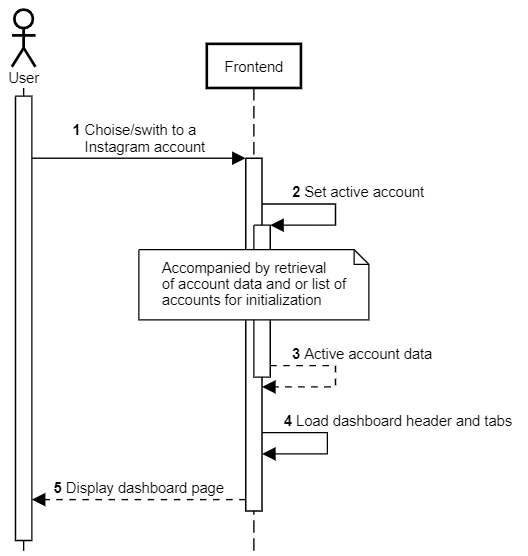 User
Frontend
1 Choise/swith to a
Instagram account
2 Set active account
Accompanied by retrieval
of account data and or list of
accounts for initialization
3 Active account data
4 Load dashboard header and tabs
5 Display dashboard page